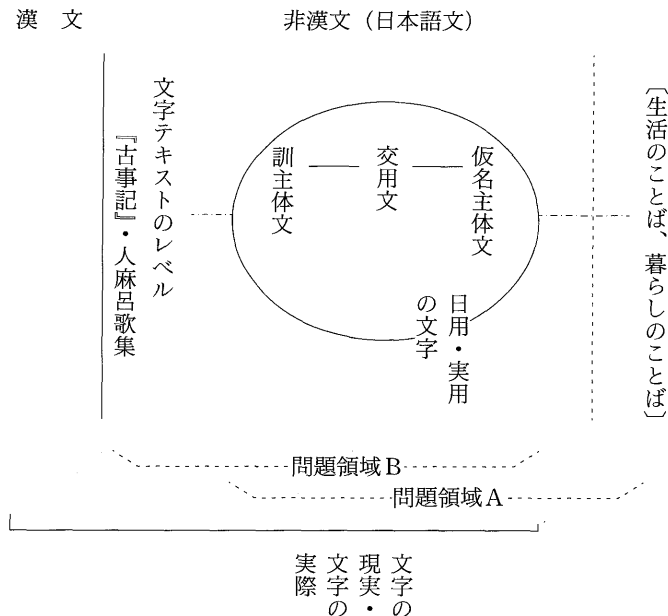 漢　文
非漢文（日本語文）
〔生活のことば、暮らしのことば〕
仮名主体文
交用文
訓主体文
日用・実用
の文字
文字テキストのレベル
『古事記』・人麻呂歌集
問題領域B
問題領域A
文字の
現実・
文字の
実際